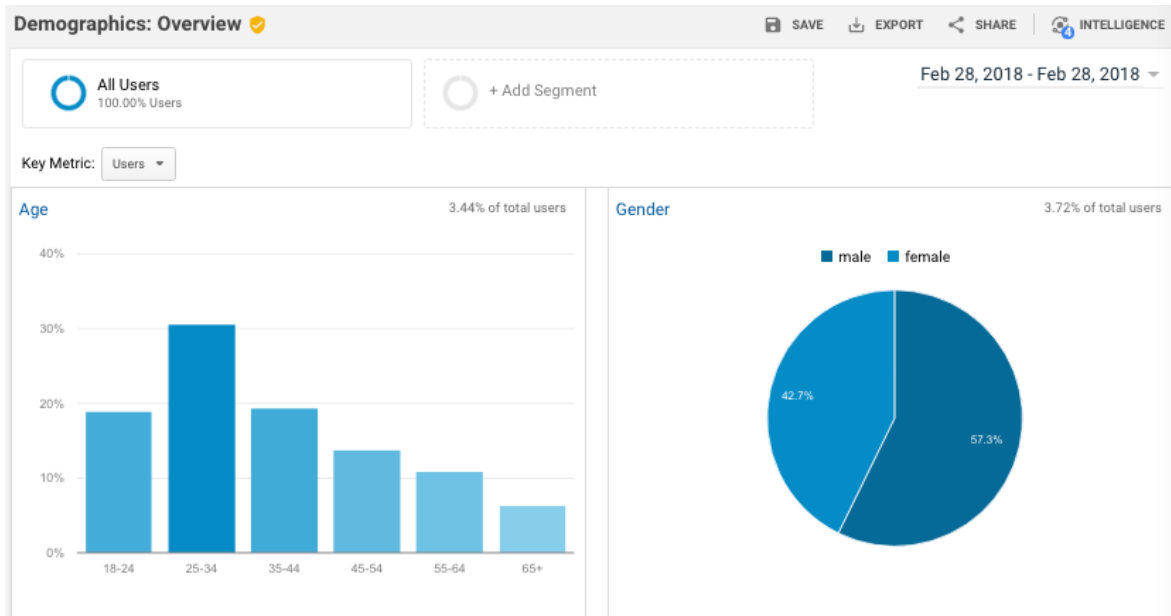 Demographics: Overview
SAVE EXPORT SHARE 4 INTELLIGENCE
All Users
100.00% Users
+ Add Segment
Feb 28, 2018 - Feb 28, 2018
Key Metric: Users
Age 3.44% of total users
40%
30%
20%
10%
0%
18-24 25-34 35-44 45-54 55-64 65+
Gender 3.72% of total users
male female
42.7%
57.3%